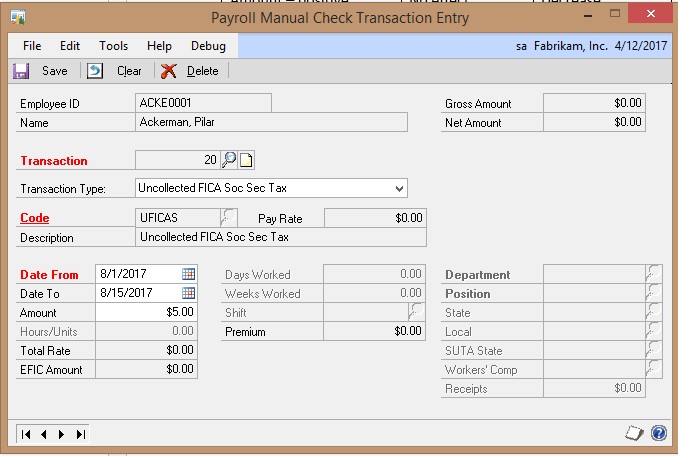 Amount = positive No effect Decrease
Payroll Manual Check Transaction Entry
File Edit Tools Help Debug sa Fabrikam, Inc. 4/12/2017
Save Clear Delete
Employee ID ACKE0001 Gross Amount $0.00
Name Ackerman, Pilar Net Amount $0.00
Transaction 20
Transaction Type: Uncollected FICA Soc Sec Tax
Code UFICAS Pay Rate $0.00
Description Uncollected FICA Soc Sec Tax
Date From 8/1/2017 Days Worked 0.00 Department
Date To 8/15/2017 Weeks Worked 0.00 Position
Amount $5.00 Shift State
Hours/Units 0.00 Premium $0.00 Local
Total Rate $0.00 SUTA State
EFIC Amount $0.00 Workers' Comp
Receipts $0.00